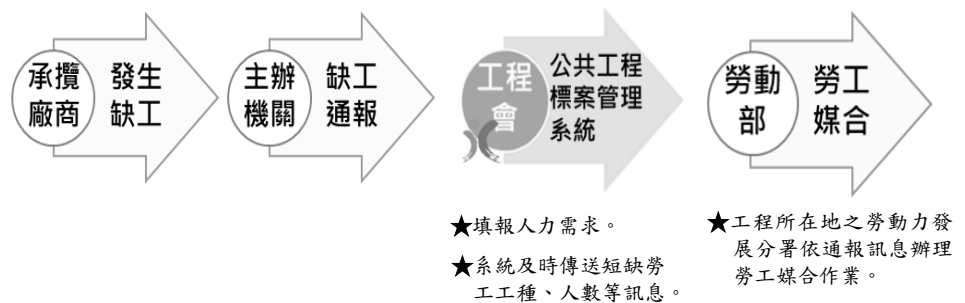 承攬
廠商
發生
缺工
主辦
機關
缺工
通報
工程
會
公共工程
標案管理
系統
勞動
部
勞工
媒合
★填報人力需求。
★系統及時傳送短缺勞
工工種、人數等訊息。
★工程所在地之勞動力發
展分署依通報訊息辦理
勞工媒合作業。